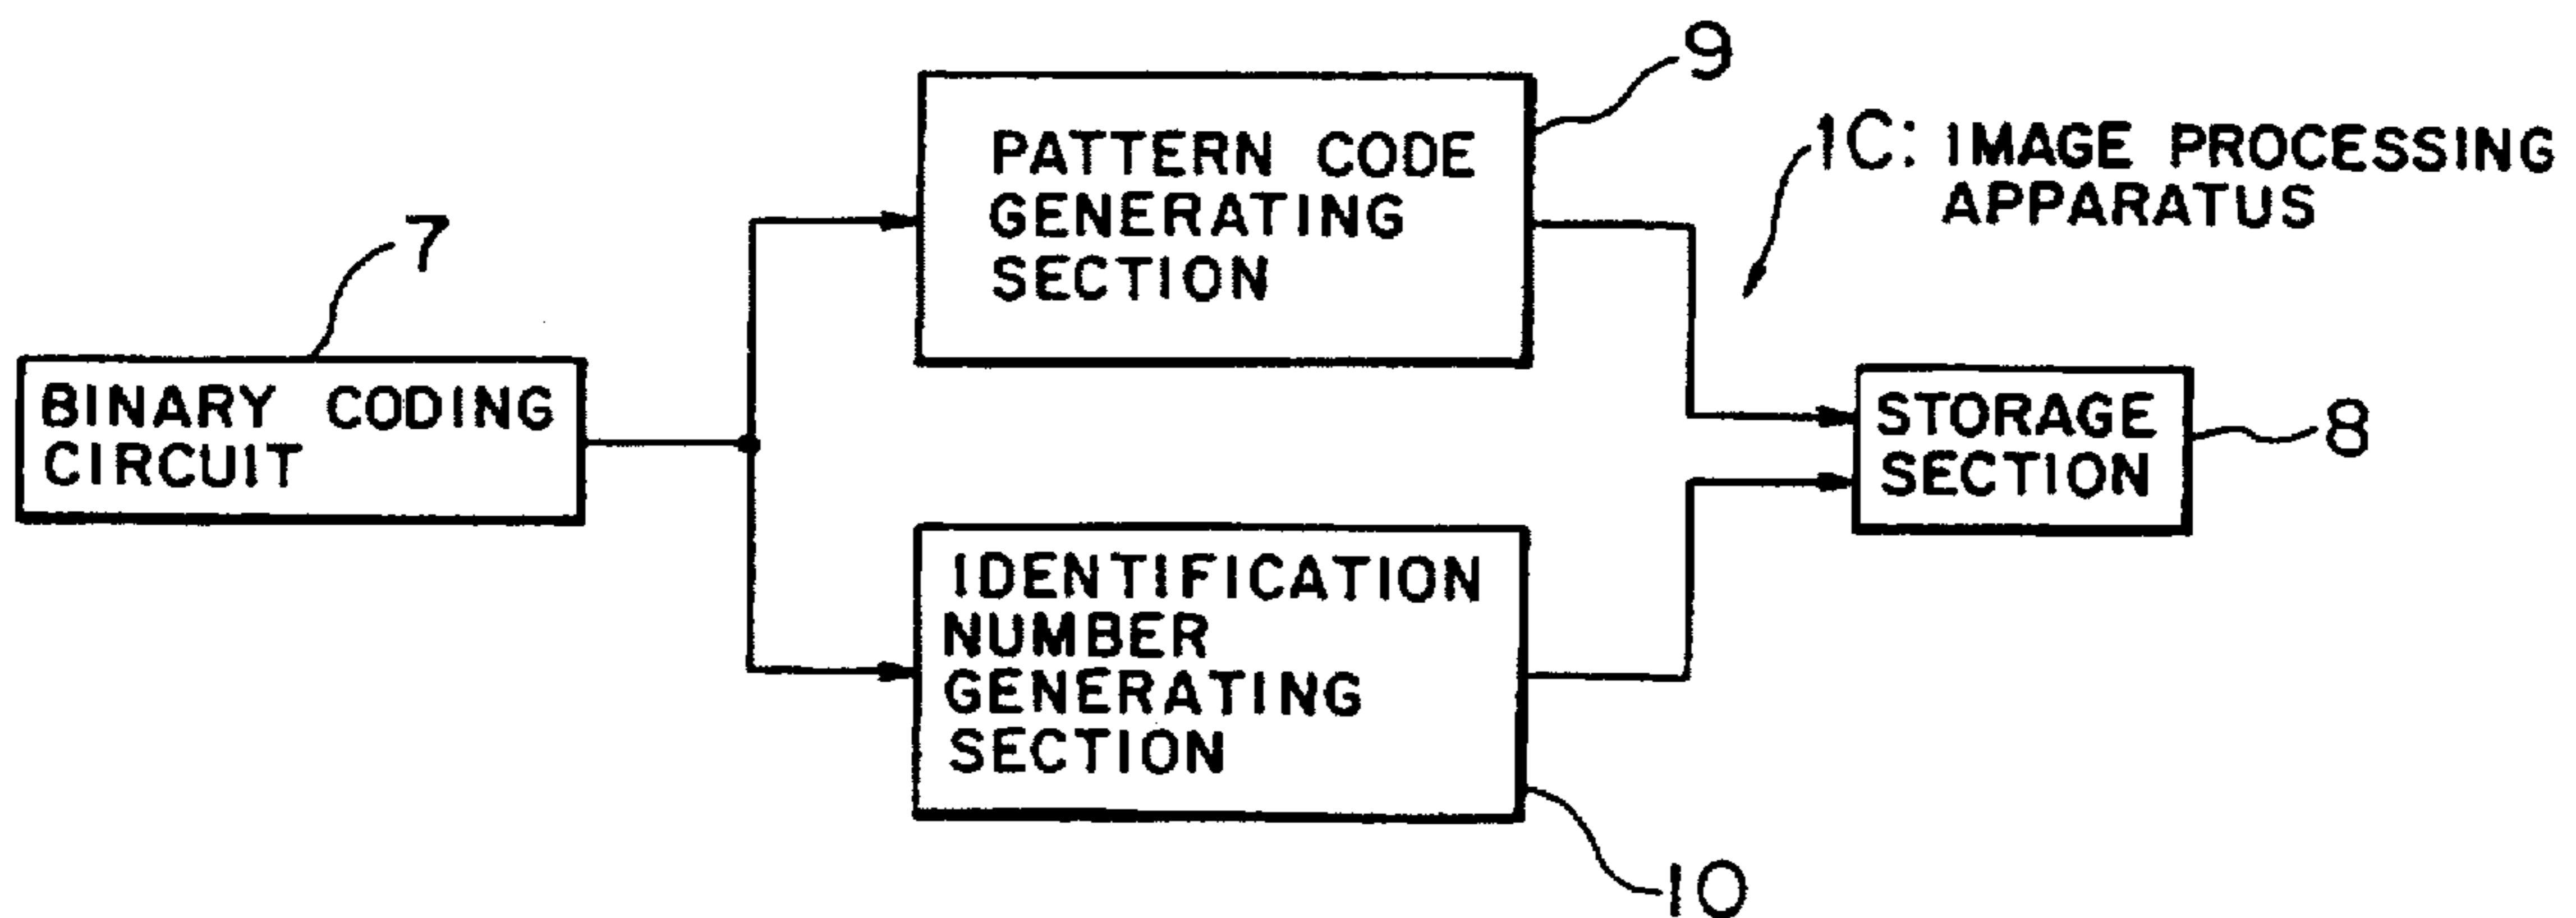 9
PATTERN CODE
GENERATING
SECTION
1C: IMAGE PROCESSING
APPARATUS
7
BINARY CODING
CIRCUIT
STORAGE
SECTION
8
IDENTIFICATION
NUMBER
GENERATING
SECTION
10